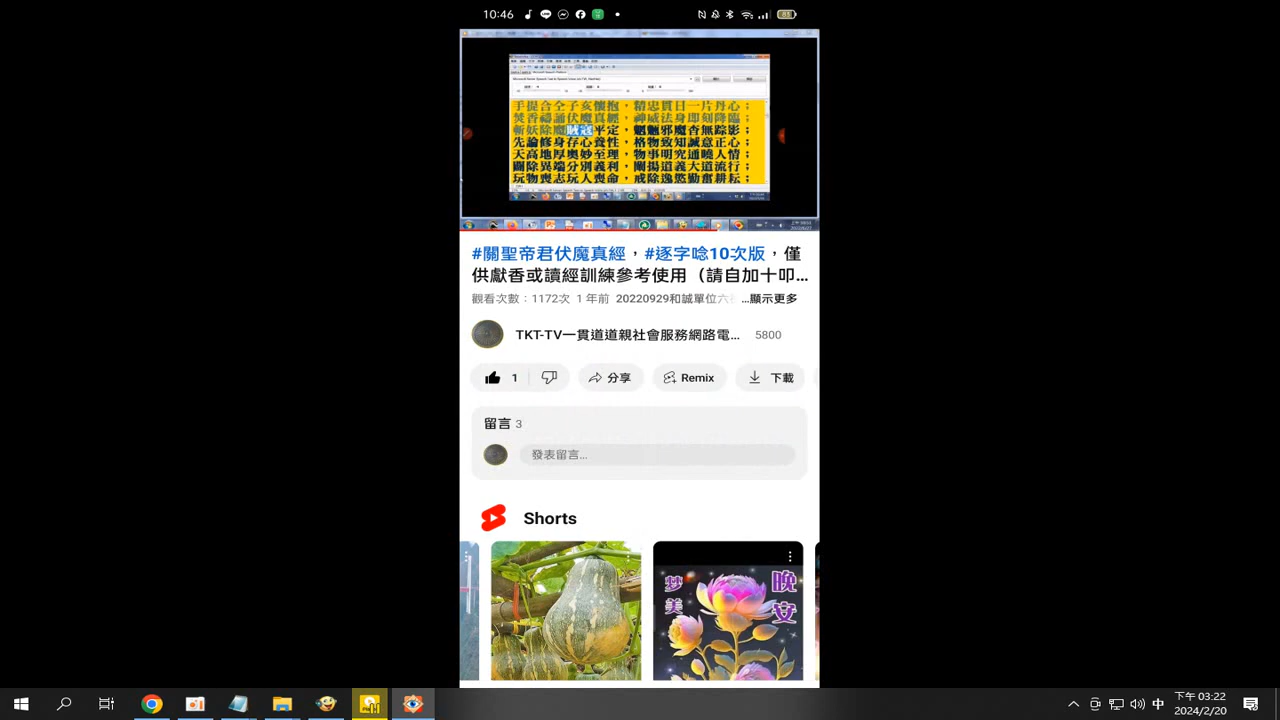 10:46
83
手提合仝子亥懷抱，精忠貫日一片丹心；
焚香禱誦伏魔真經，神威法身即刻降臨；
斬妖除魔賊冠平定，魍魎邪魔杳無踪影；
先論修身存心養性，格物致知誠意正心；
天高地厚奧妙至理，物事明究通曉人情；
關除異端分別義利，闡揚道義大道流行；
玩物喪志玩人喪命，戒除逸慾勤奮耕耘；
#關聖帝君伏魔真經，#逐字唸10次版，僅
供獻香或讀經訓練參考使用（請自加十叩...
觀看次數：1172次 1 年前 20220929和誠單位六 ...顯示更多
TKT-TV一貫道道親社會服務網路電... 5800
1 分享 Remix 下載
留言 3
發表留言...
Shorts
晚安
梦美
中
下午 03:22
2024/2/20